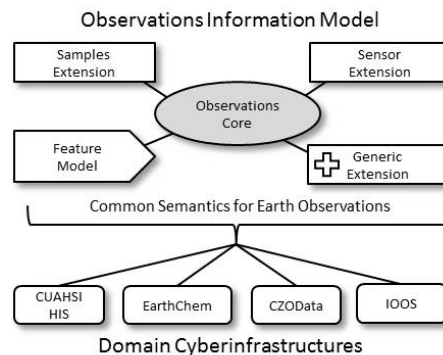 Observations Information Model
Samples
Extension
Sensor
Extension
Observations
Core
Feature
Model
Generic
Extension
Common Semantics for Earth Observations
CUAHSI
HIS
EarthChem
CZOData
IOOS
Domain Cyberinfrastructures